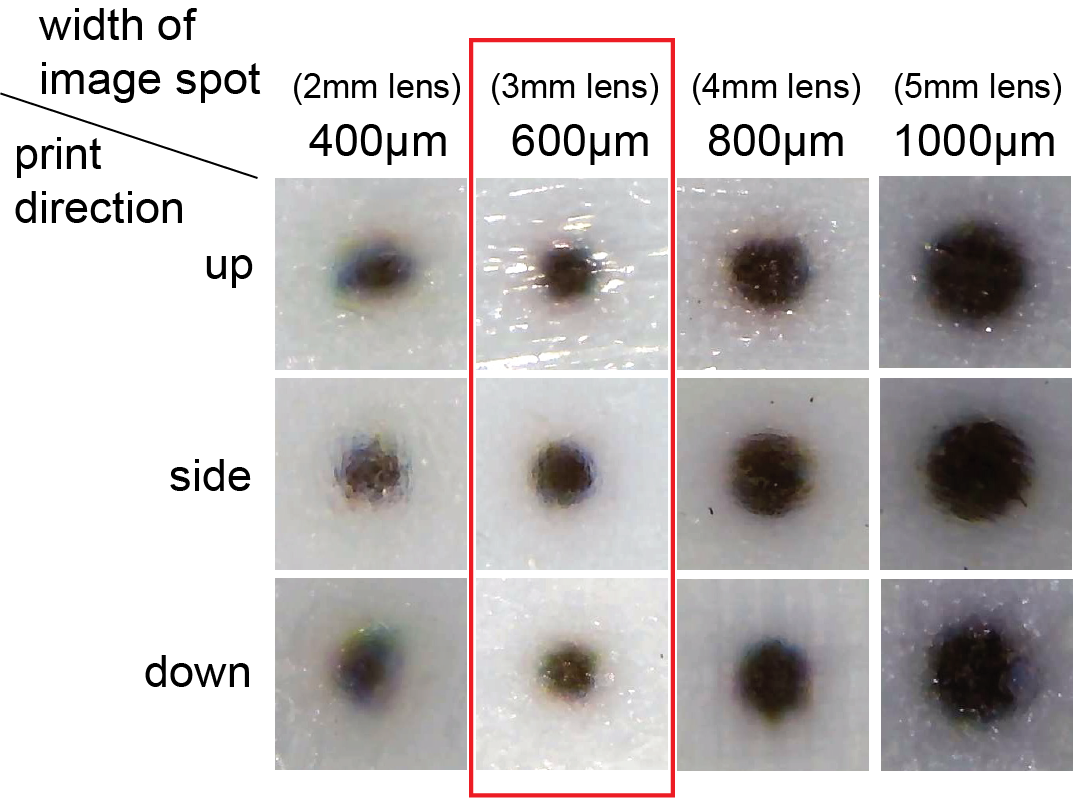 width of
image spot
(2mm lens) (3mm lens) (4mm lens) (5mm lens)
400µm 600µm 800µm 1000µm
print
direction
up
side
down